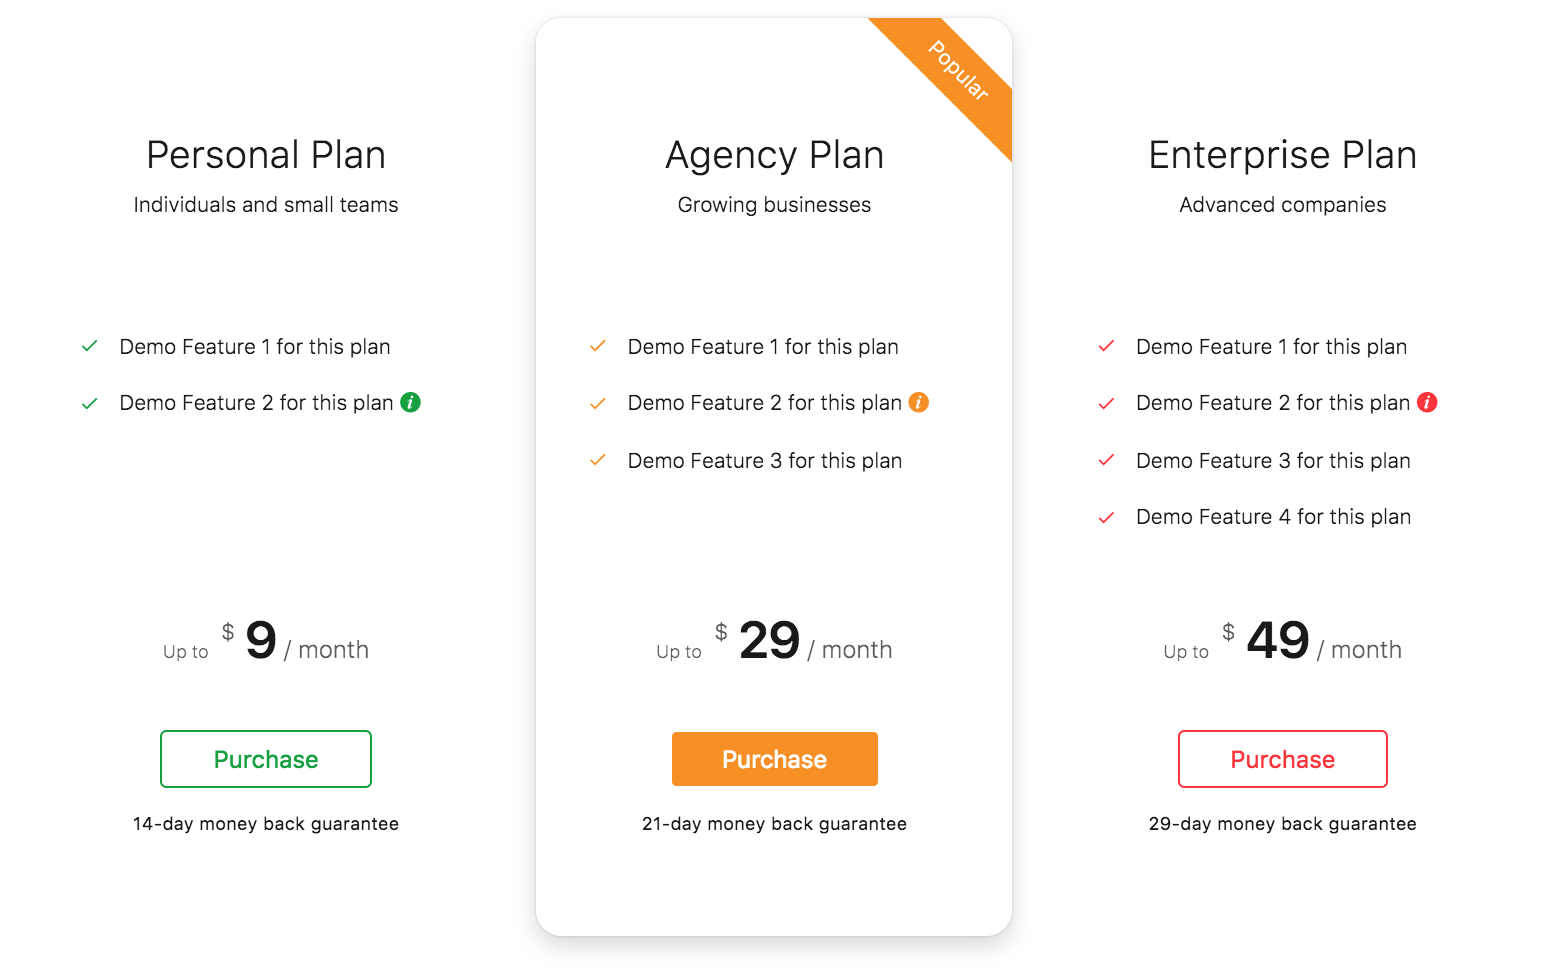 Personal Plan
Individuals and small teams
Demo Feature 1 for this plan
Demo Feature 2 for this plan i
Up to $ 9 / month
Purchase
14-day money back guarantee
Popular
Agency Plan
Growing businesses
Demo Feature 1 for this plan
Demo Feature 2 for this plan i
Demo Feature 3 for this plan
Up to $ 29 / month
Purchase
21-day money back guarantee
Enterprise Plan
Advanced companies
Demo Feature 1 for this plan
Demo Feature 2 for this plan i
Demo Feature 3 for this plan
Demo Feature 4 for this plan
Up to $ 49 / month
Purchase
29-day money back guarantee